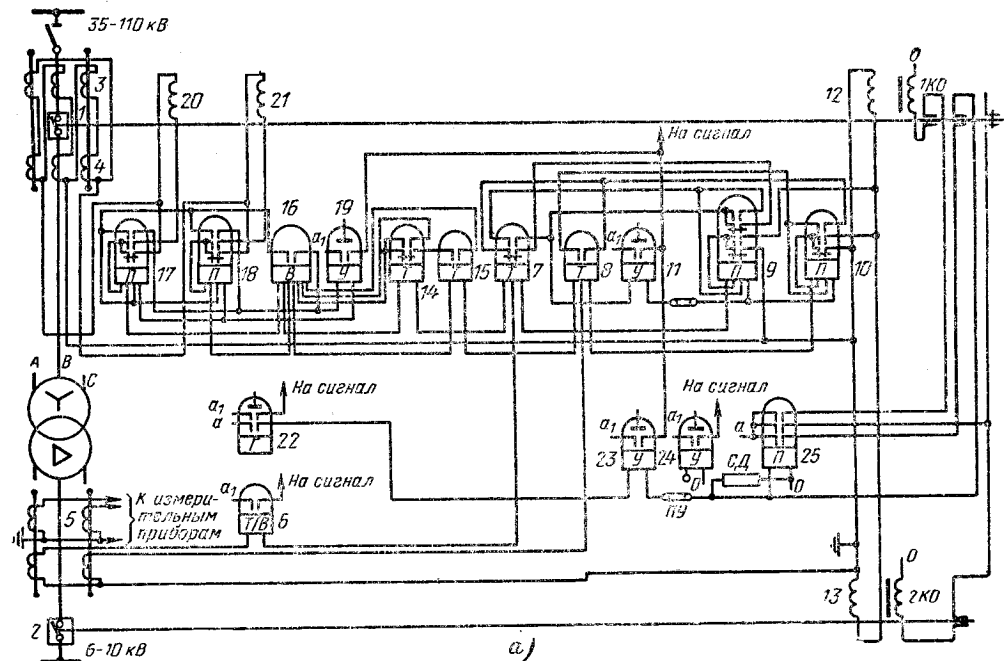 35-110 кВ
0
3
20
21
12
1КО
1
На сигнал
4
16
19
a₁
a₁
П
17
П
18
В
У
Т
14
Т
15
Т
7
Т
8
У
11
П
9
П
10
A
B
C
На сигнал
a₁
a
Т
22
На сигнал
a₁
a₁
a
У
23
У
24
П
25
СД
0
0
ПУ
На сигнал
a₁
Т/В
6
5
К измери-
тельным
приборам
13
0
2КО
2
6-10 кВ
а)